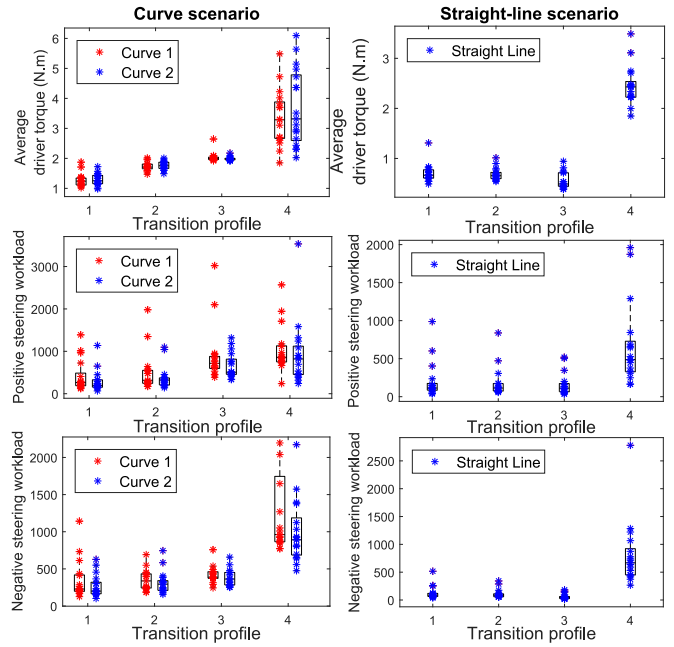 Curve scenario
Average
driver torque (N.m)
6
5
4
3
2
1
Curve 1
Curve 2
1 2 3 4
Transition profile
Straight-line scenario
Average
driver torque (N.m)
3
2
1
Straight Line
1 2 3 4
Transition profile
Positive steering workload
3000
2000
1000
0
Curve 1
Curve 2
1 2 3 4
Transition profile
Positive steering workload
2000
1500
1000
500
0
Straight Line
1 2 3 4
Transition profile
Negative steering workload
2000
1500
1000
500
0
Curve 1
Curve 2
1 2 3 4
Transition profile
Negative steering workload
2500
2000
1500
1000
500
0
Straight Line
1 2 3 4
Transition profile